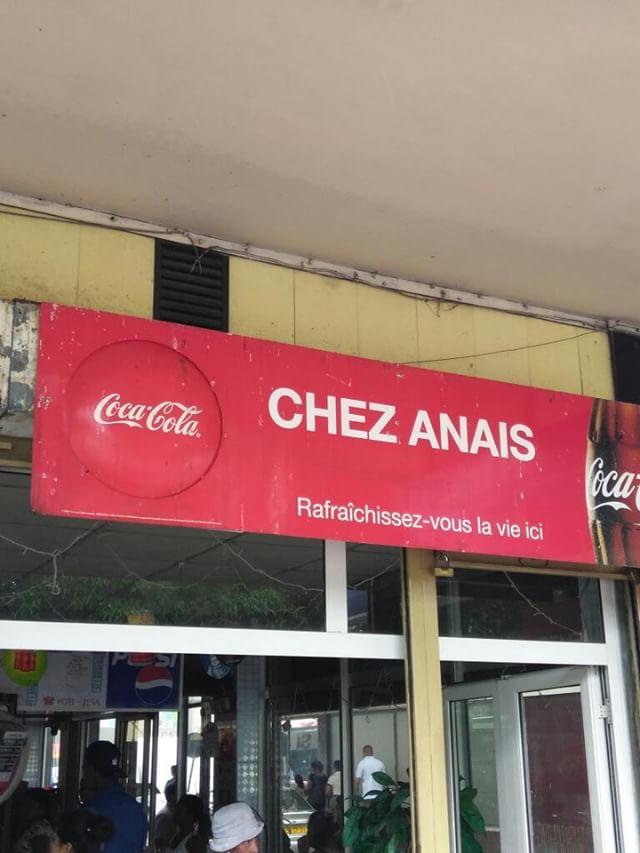 Coca-Cola
CHEZ ANAIS
Rafraîchissez-vous la vie ici
Coca-C
PEPSI